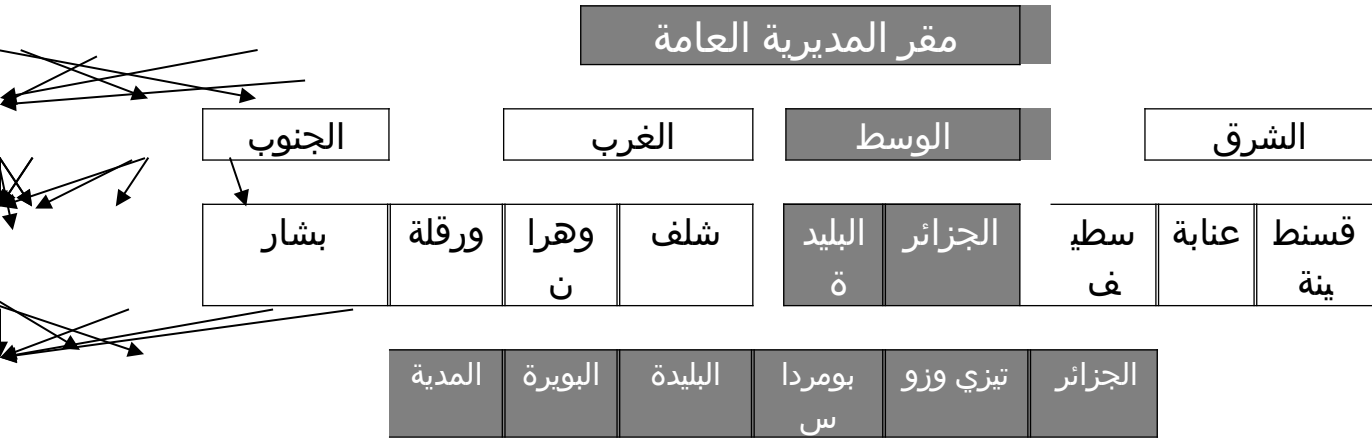 مقر المديرية العامة
الشرق
الوسط
الغرب
الجنوب
قسنط
ينة
عنابة
سطي
ف
الجزائر
البليد
ة
شلف
وهرا
ن
ورقلة
بشار
الجزائر
تيزي وزو
بومردا
س
البليدة
البويرة
المدية